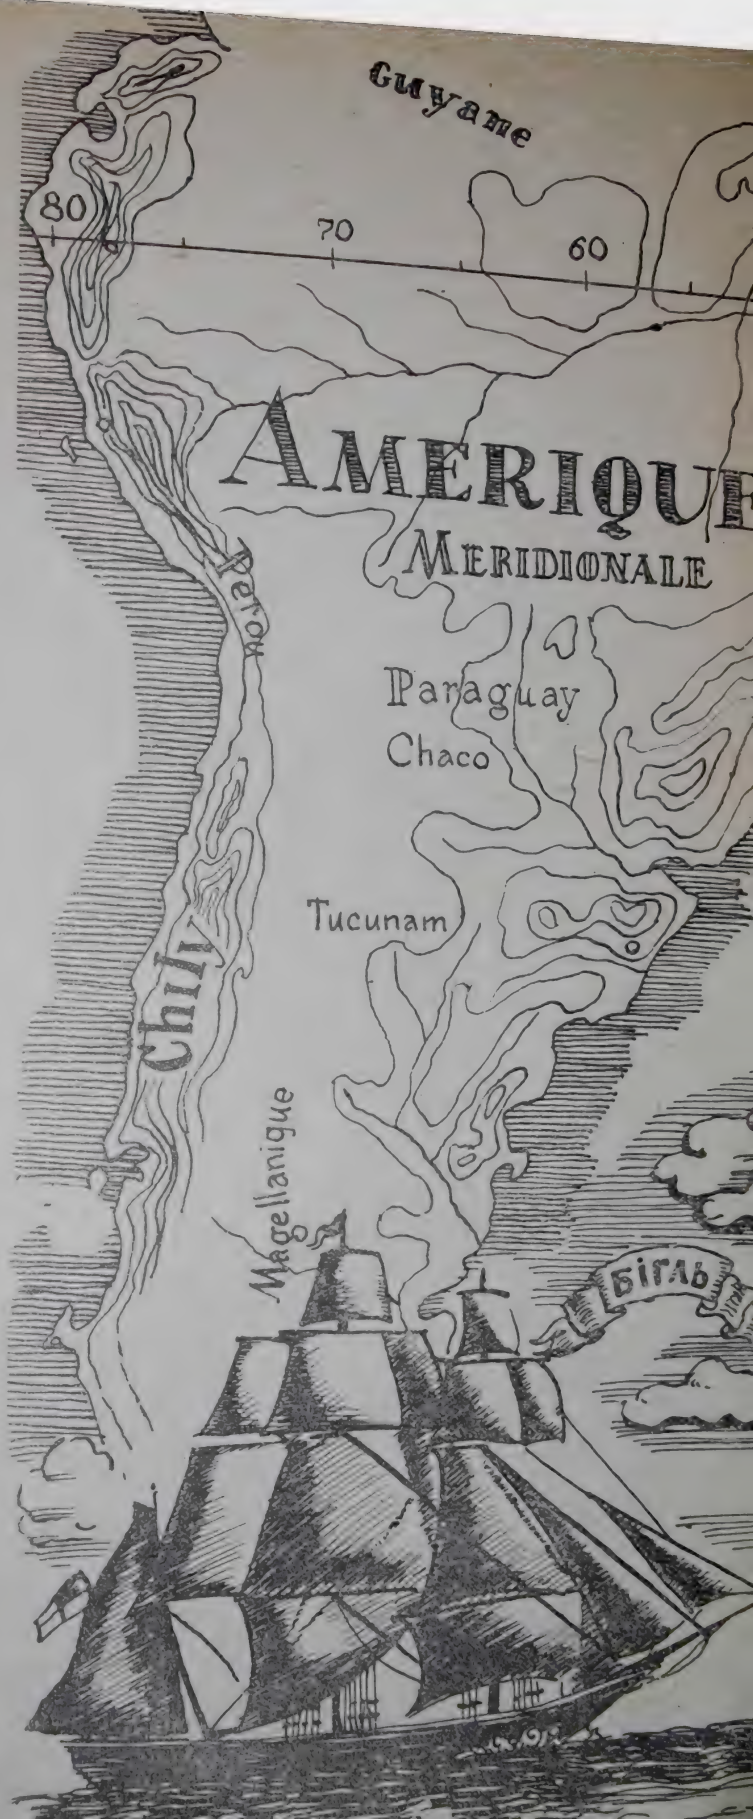 Guyane
80
70
60
AMERIQUE
MERIDIONALE
Perou
Paraguay
Chaco
Tucunam
Chily
Magellanique
БІГЛЬ